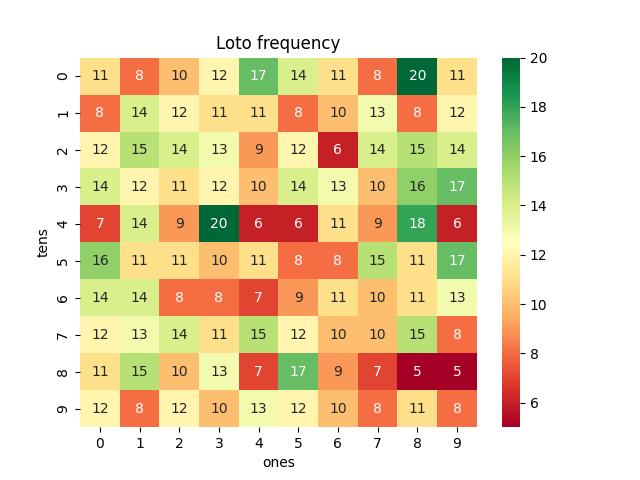 Loto frequency
0 11 8 10 12 17 14 11 8 20 11
1 8 14 12 11 11 8 10 13 8 12
2 12 15 14 13 9 12 6 14 15 14
3 14 12 11 12 10 14 13 10 16 17
4 7 14 9 20 6 6 11 9 18 6
5 16 11 11 10 11 8 8 15 11 17
6 14 14 8 8 7 9 11 10 11 13
7 12 13 14 11 15 12 10 10 15 8
8 11 15 10 13 7 17 9 7 5 5
9 12 8 12 10 13 12 10 8 11 8
0 1 2 3 4 5 6 7 8 9
ones
tens
20
18
16
14
12
10
8
6